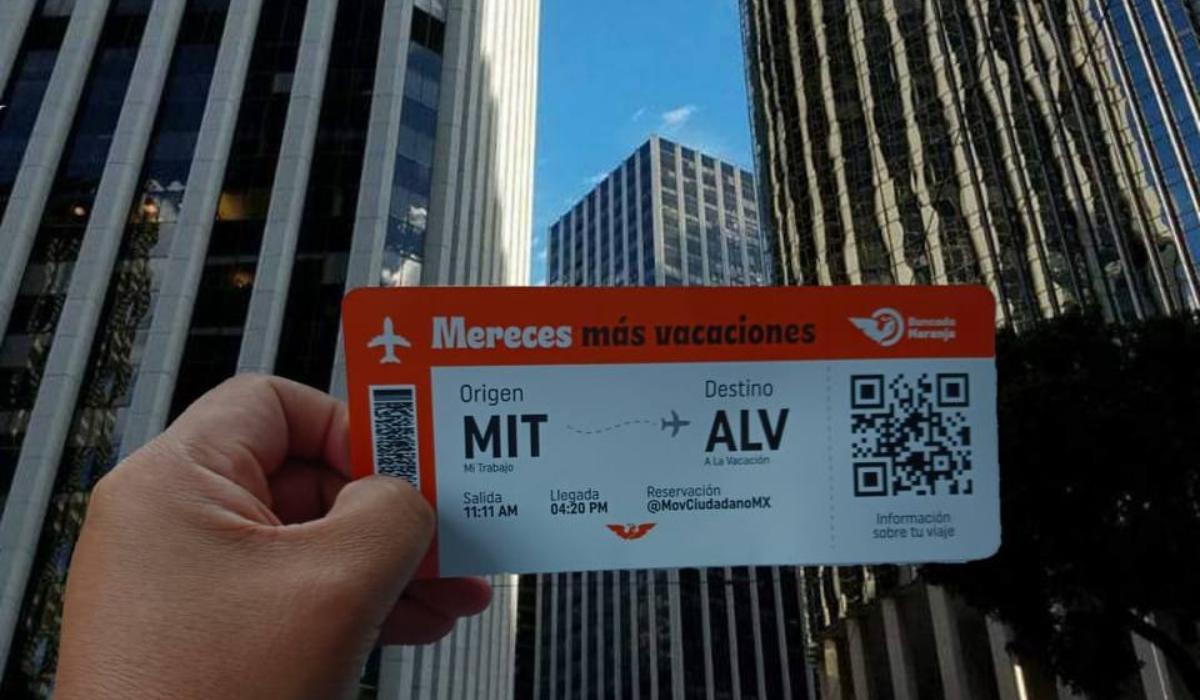 Mereces más vacaciones
Bancada
Naranja
Origen
MIT
Mi Trabajo
Destino
ALV
A La Vacación
Salida
11:11 AM
Llegada
04:20 PM
Reservación
@MovCiudadanoMX
Información
sobre tu viaje